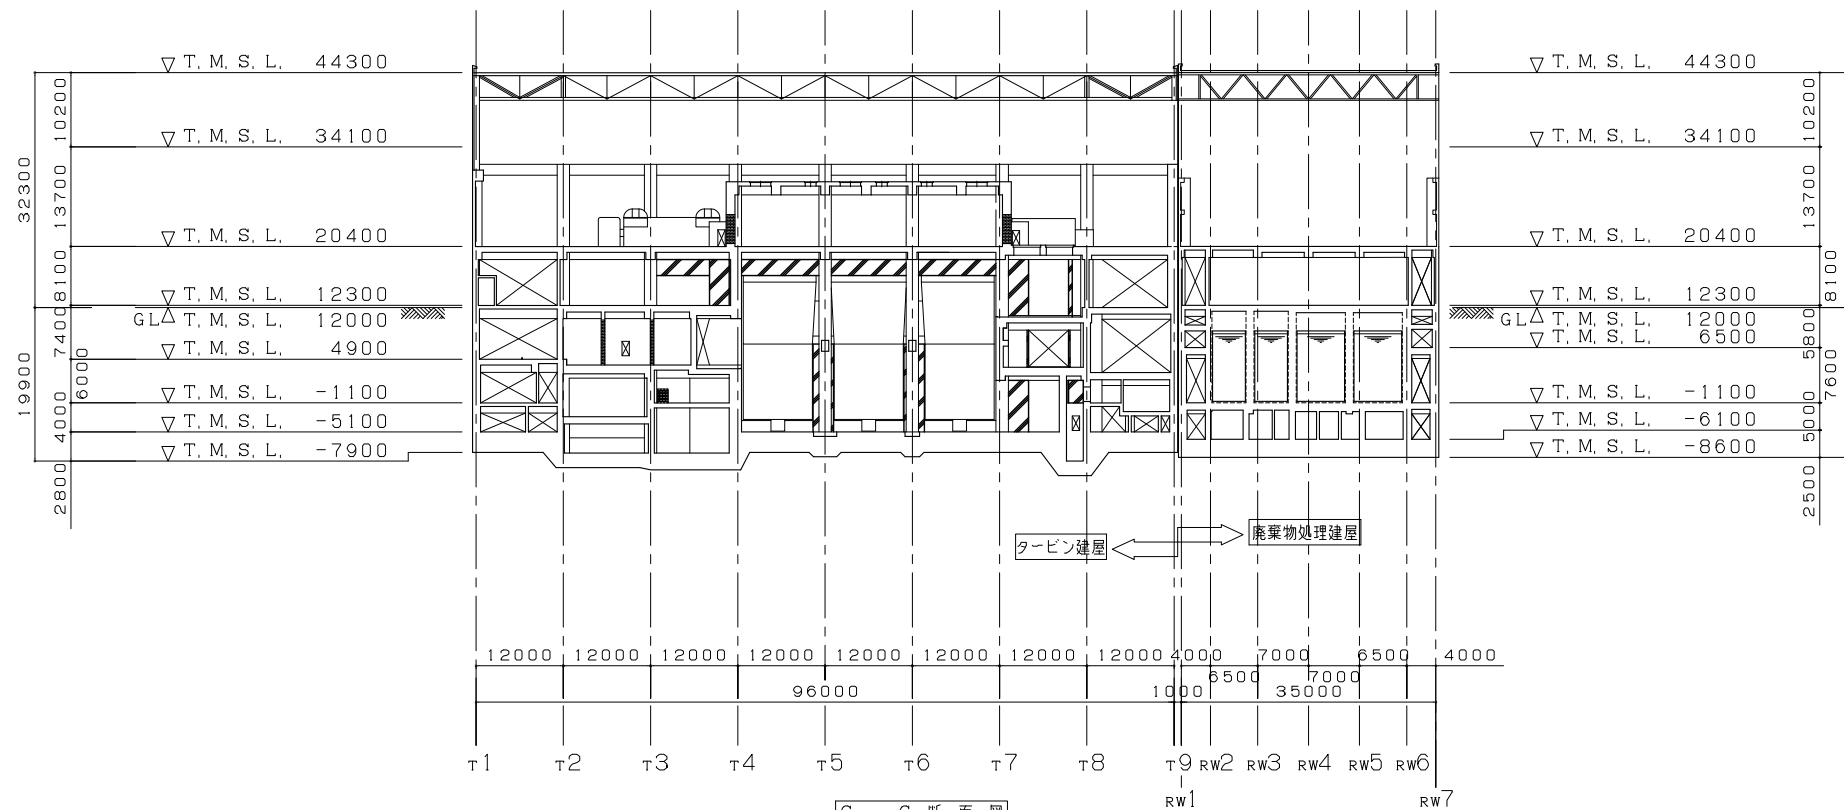 T.M.S.L. 44300
T.M.S.L. 34100
T.M.S.L. 20400
T.M.S.L. 12300
GL T.M.S.L. 12000
T.M.S.L. 4900
T.M.S.L. -1100
T.M.S.L. -5100
T.M.S.L. -7900
32300
19900
10200
13700
8100
7400
6000
4000
2800
T.M.S.L. 44300
T.M.S.L. 34100
T.M.S.L. 20400
T.M.S.L. 12300
GL T.M.S.L. 12000
T.M.S.L. 6500
T.M.S.L. -1100
T.M.S.L. -6100
T.M.S.L. -8600
10200
13700
8100
5800
7600
5000
2500
タービン建屋
廃棄物処理建屋
12000 12000 12000 12000 12000 12000 12000 12000 4000 7000 6500 4000
6500 7000
96000 1000 35000
T1 T2 T3 T4 T5 T6 T7 T8 T9 RW2 RW3 RW4 RW5 RW6
RW1 RW7